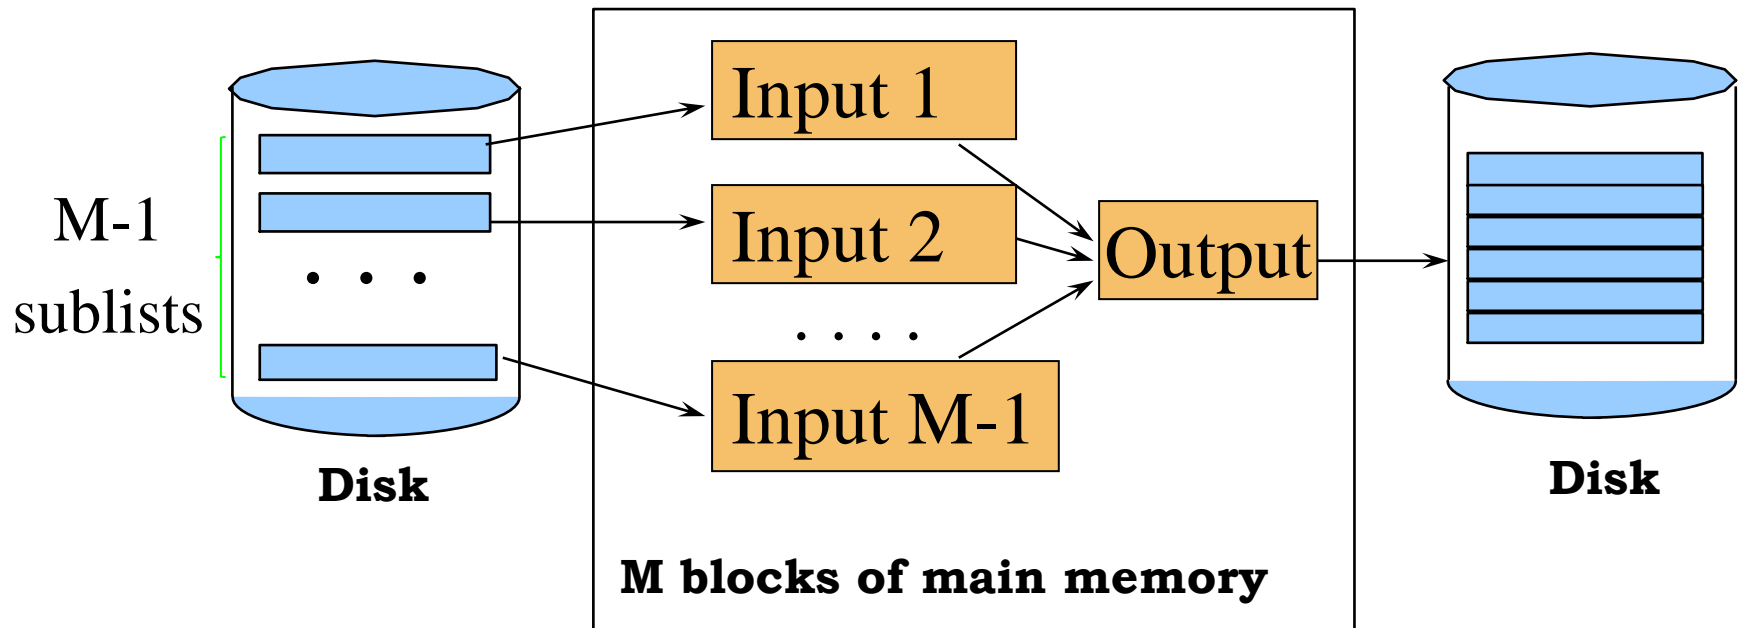 M-1
sublists
Disk
Input 1
Input 2
Input M-1
Output
M blocks of main memory
Disk